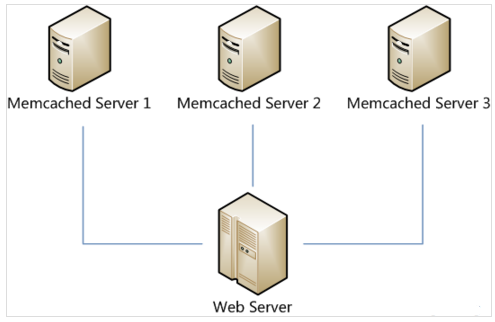 Memcached Server 1
Memcached Server 2
Memcached Server 3
Web Server